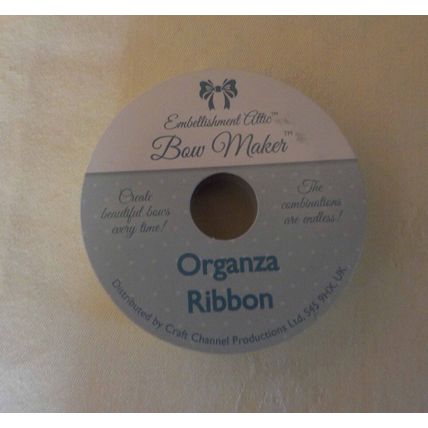 Embellishment Attic™
Bow Maker™
Create
beautiful bows
every time!
The
combinations
are endless!
Organza
Ribbon
Distributed by Craft Channel Productions Ltd, S45 9HX, UK